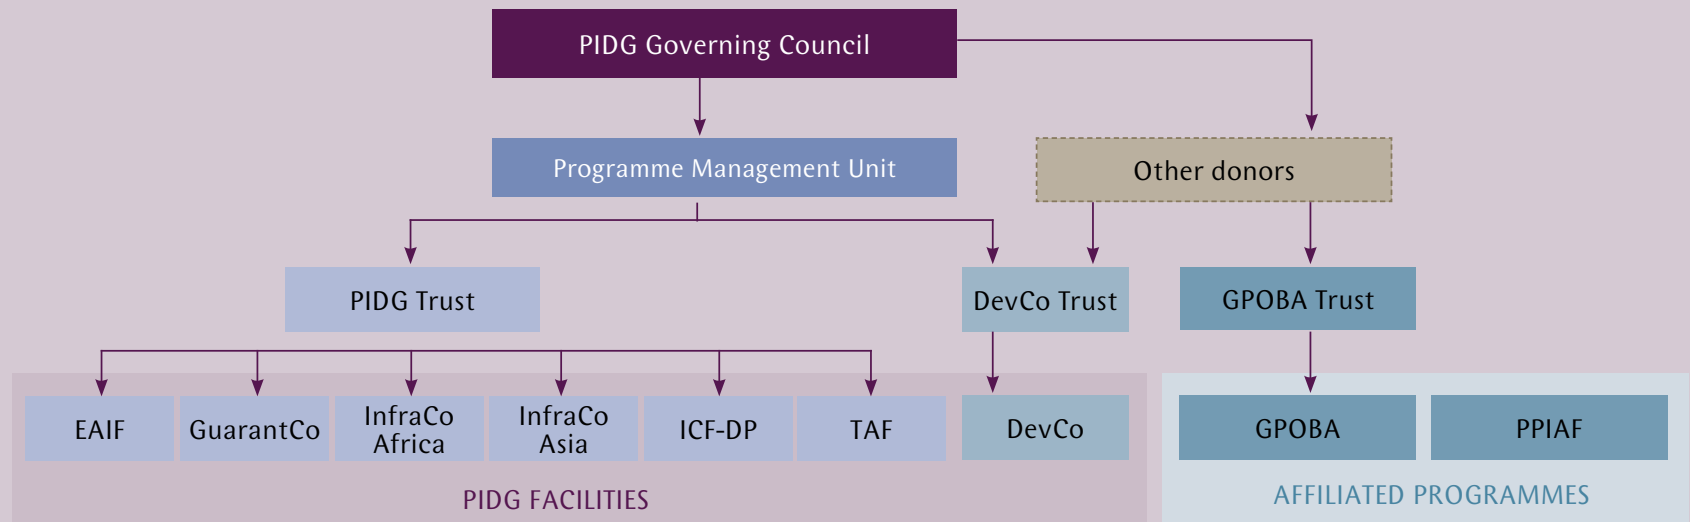 PIDG Governing Council
Programme Management Unit
Other donors
PIDG Trust
DevCo Trust
GPOBA Trust
EAIF
GuarantCo
InfraCo
Africa
InfraCo
Asia
ICF-DP
TAF
DevCo
GPOBA
PPIAF
PIDG FACILITIES
AFFILIATED PROGRAMMES